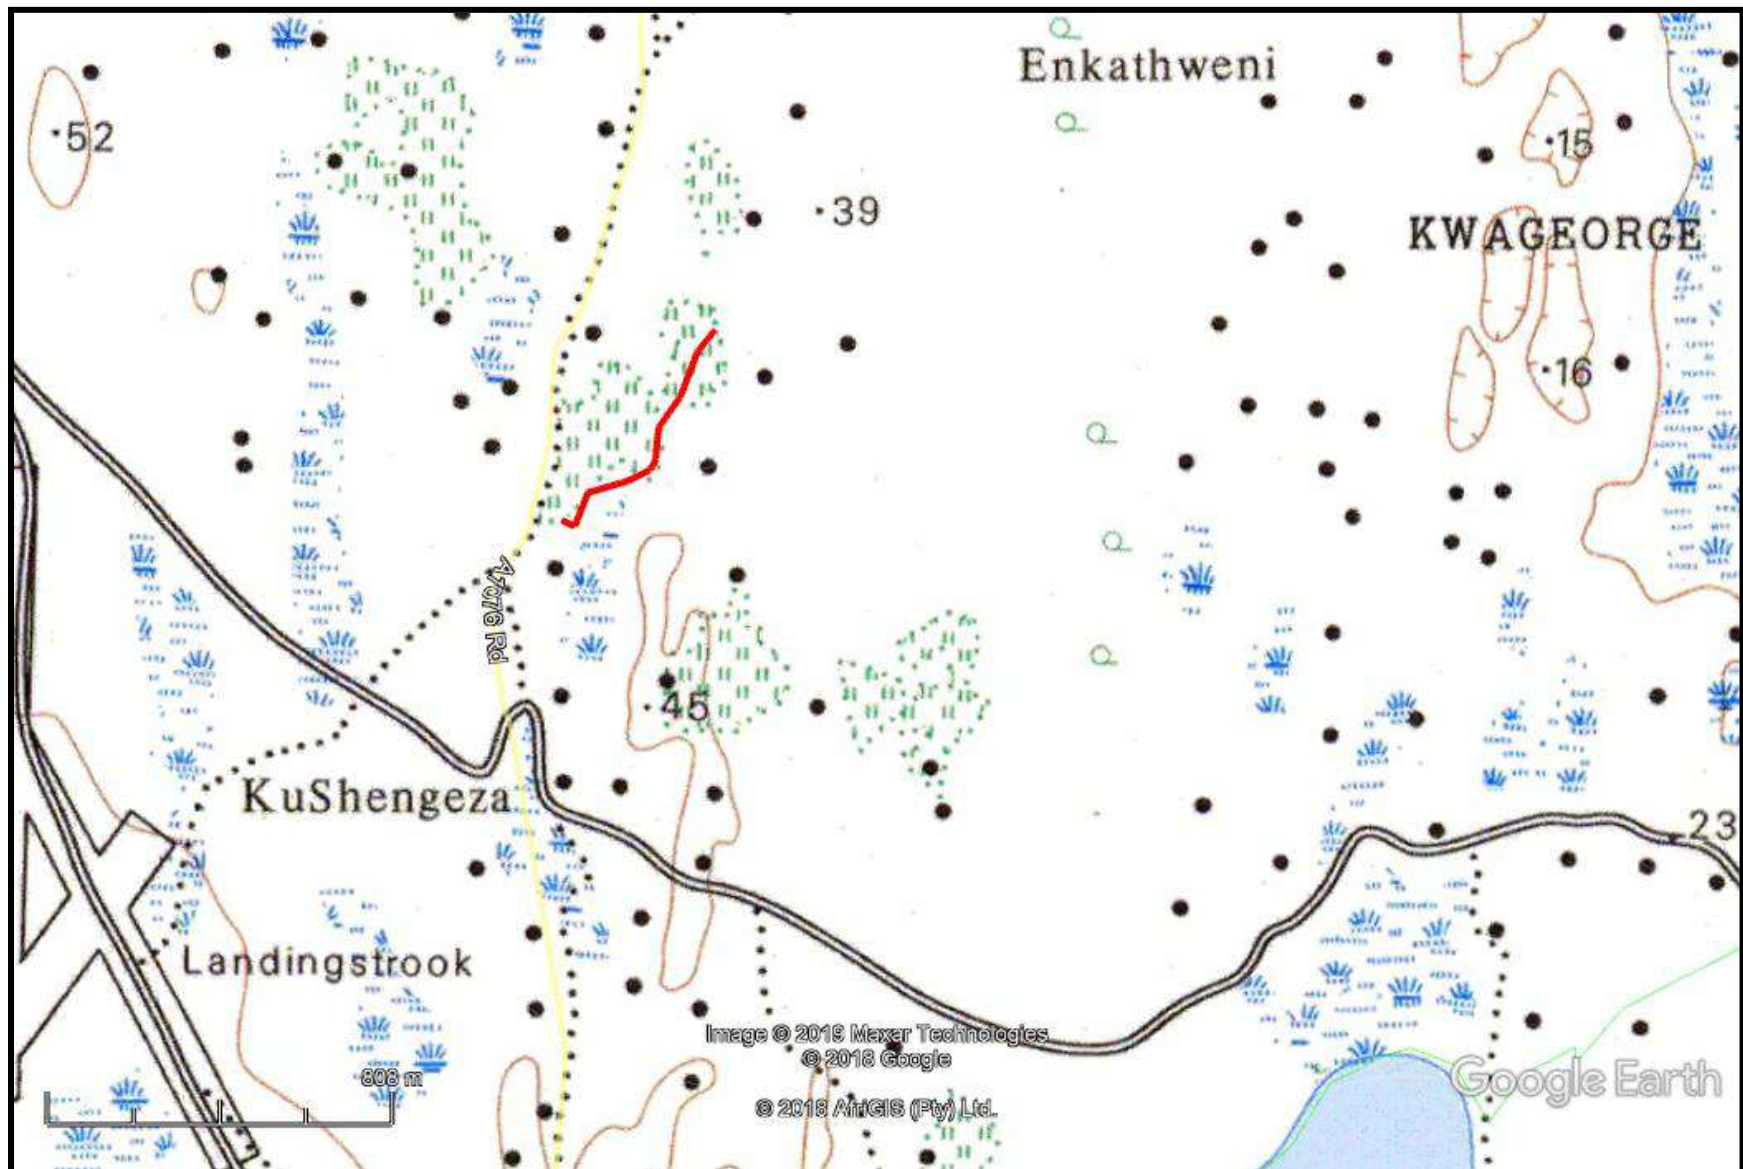 Enkathweni
52
15
39
KWAGEORGE
16
A7076 Rd
45
KuShengeza
23
Landingstrook
Image © 2019 Maxar Technologies
© 2018 Google
808 m
Google Earth
© 2018 AfriGIS (Pty) Ltd.